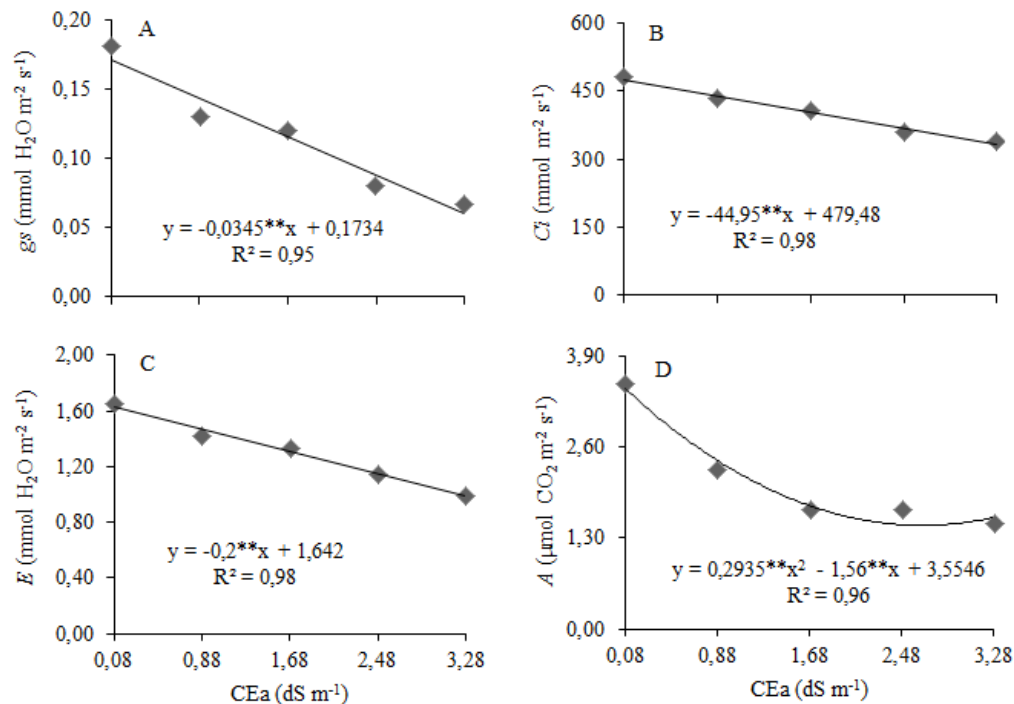 A
gs (mmol H₂O m⁻² s⁻¹)
0,20
0,15
0,10
0,05
0,00
y = -0,0345**x + 0,1734
R² = 0,95
B
Ci (mmol m⁻² s⁻¹)
600
450
300
150
0
y = -44,95**x + 479,48
R² = 0,98
C
E (mmol H₂O m⁻² s⁻¹)
2,00
1,60
1,20
0,80
0,40
0,00
y = -0,2**x + 1,642
R² = 0,98
0,08 0,88 1,68 2,48 3,28
CEa (dS m⁻¹)
D
A (µmol CO₂ m⁻² s⁻¹)
3,90
2,60
1,30
0,00
y = 0,2935**x² - 1,56**x + 3,5546
R² = 0,96
0,08 0,88 1,68 2,48 3,28
CEa (dS m⁻¹)